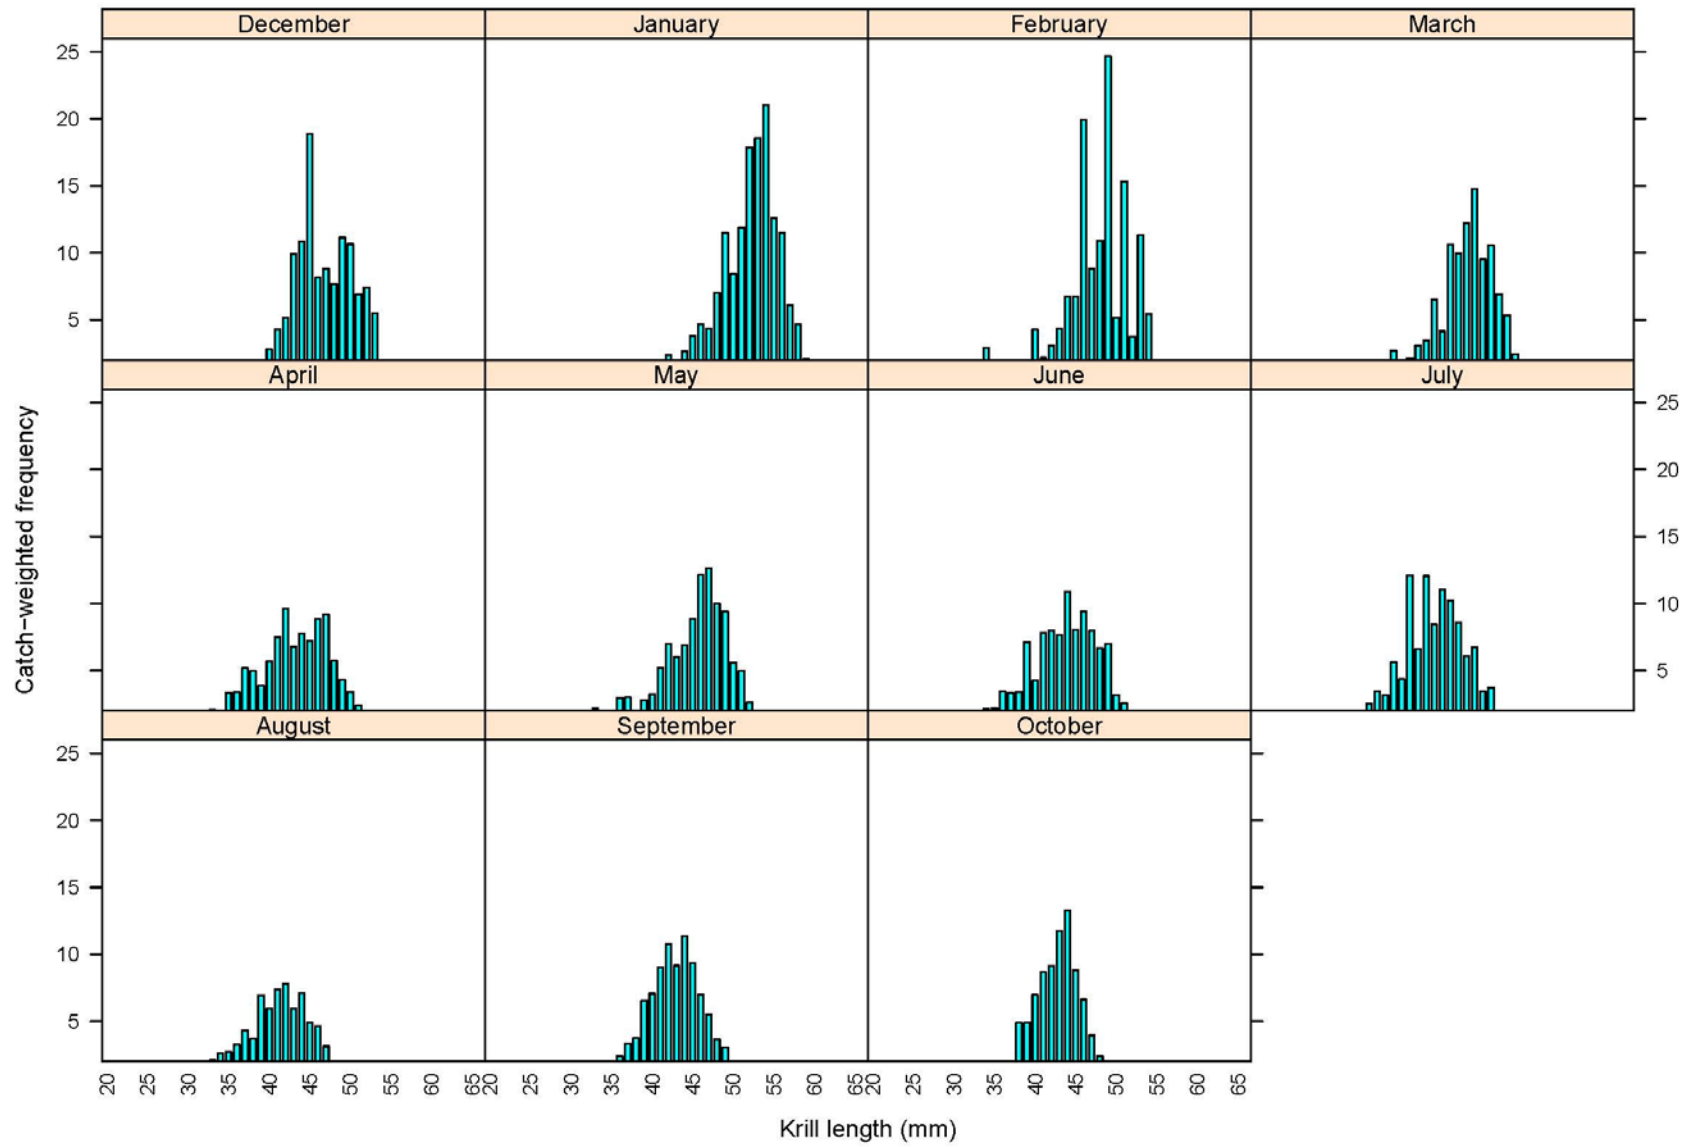 December January February March
25
20
15
10
5
April May June July
25
20
15
10
5
August September October
25
20
15
10
5
20 25 30 35 40 45 50 55 60 65 20 25 30 35 40 45 50 55 60 65 20 25 30 35 40 45 50 55 60 65
Catch−weighted frequency
Krill length (mm)